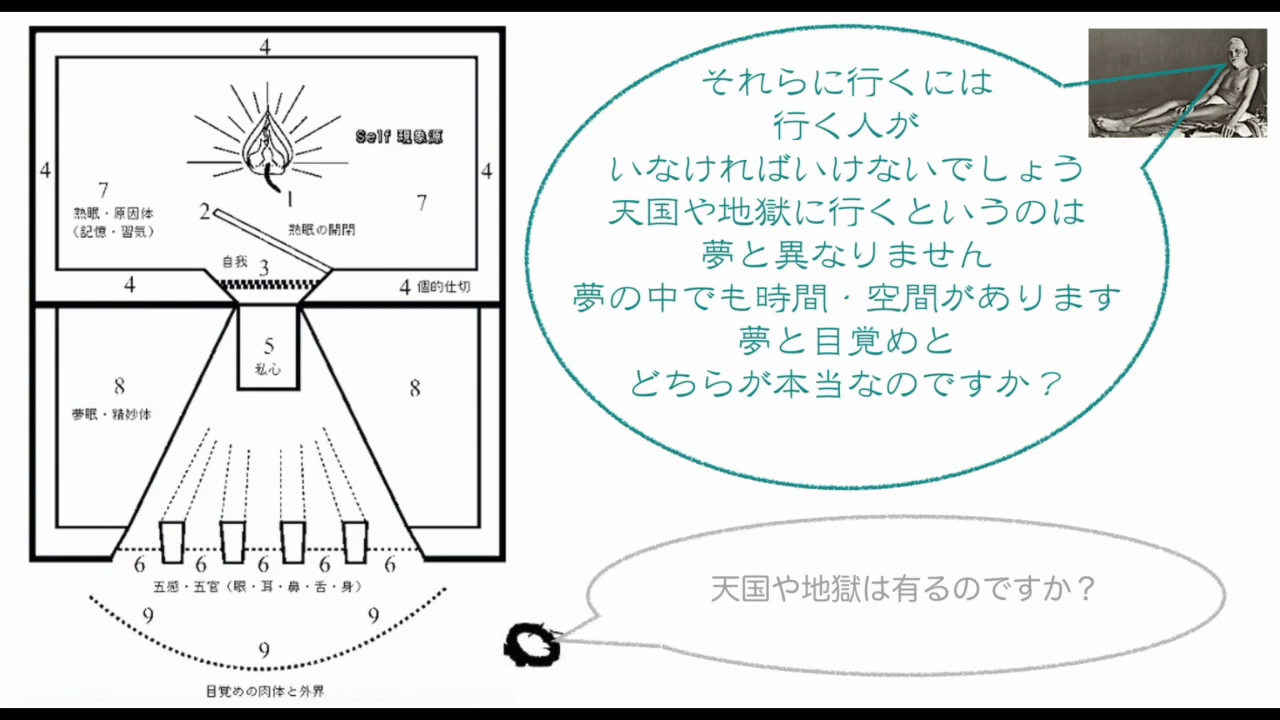 4
Self 現象源
4
4
7
熟眠・原因体
(記憶・習気)
1
2
7
熟眠の開閉
自我
3
4
4 個的仕切
5
私心
8
夢眠・精妙体
8
6
6
6
6
6
五感・五官(眼・耳・鼻・舌・身)
9
9
9
目覚めの肉体と外界
それらに行くには
行く人が
いなければいけないでしょう
天国や地獄に行くというのは
夢と異なりません
夢の中でも時間・空間があります
夢と目覚めと
どちらが本当なのですか？
天国や地獄は有るのですか？